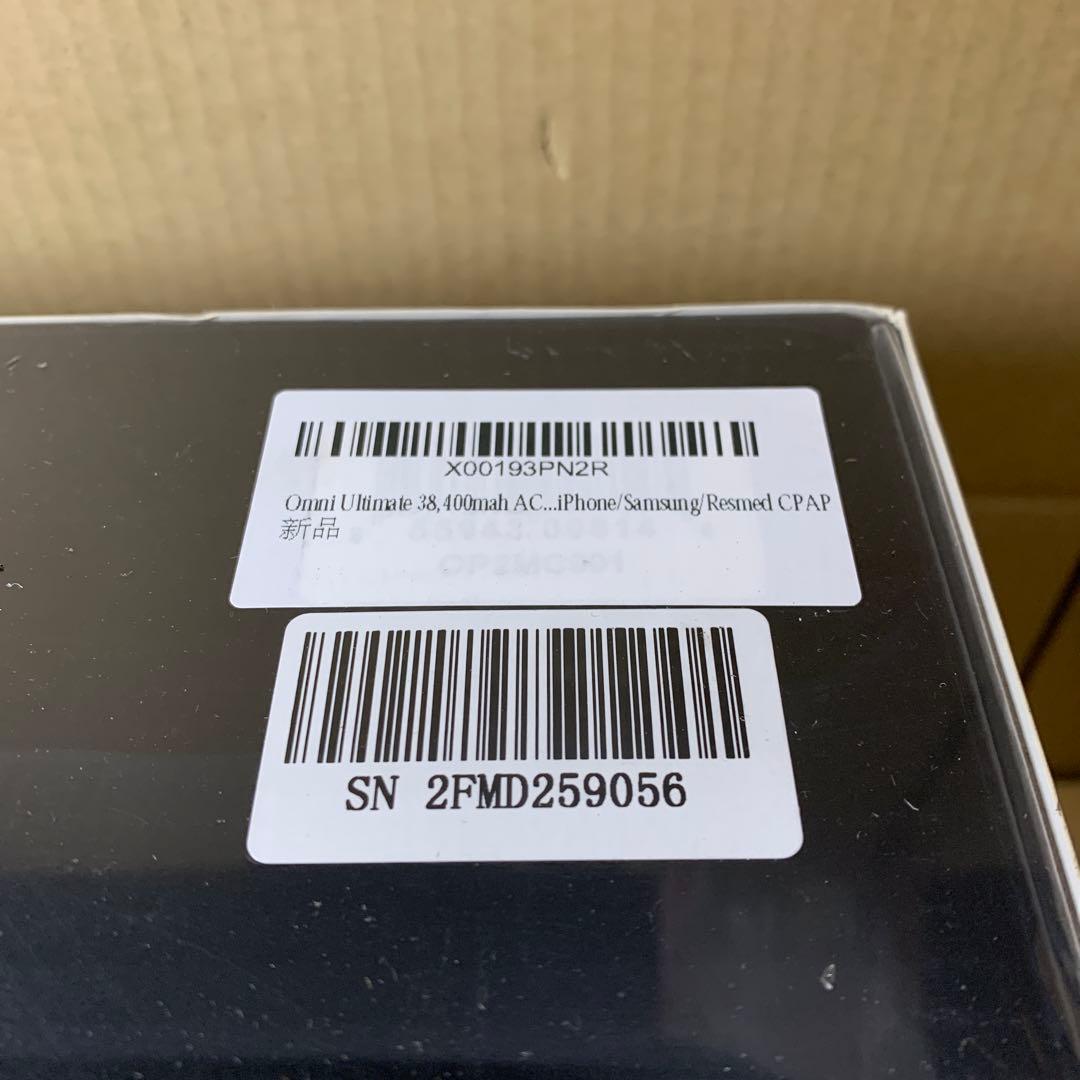 X00193PN2R
Omni Ultimate 38,400mah AC...iPhone/Samsung/Resmed CPAP
新品
SN 2FMD259056